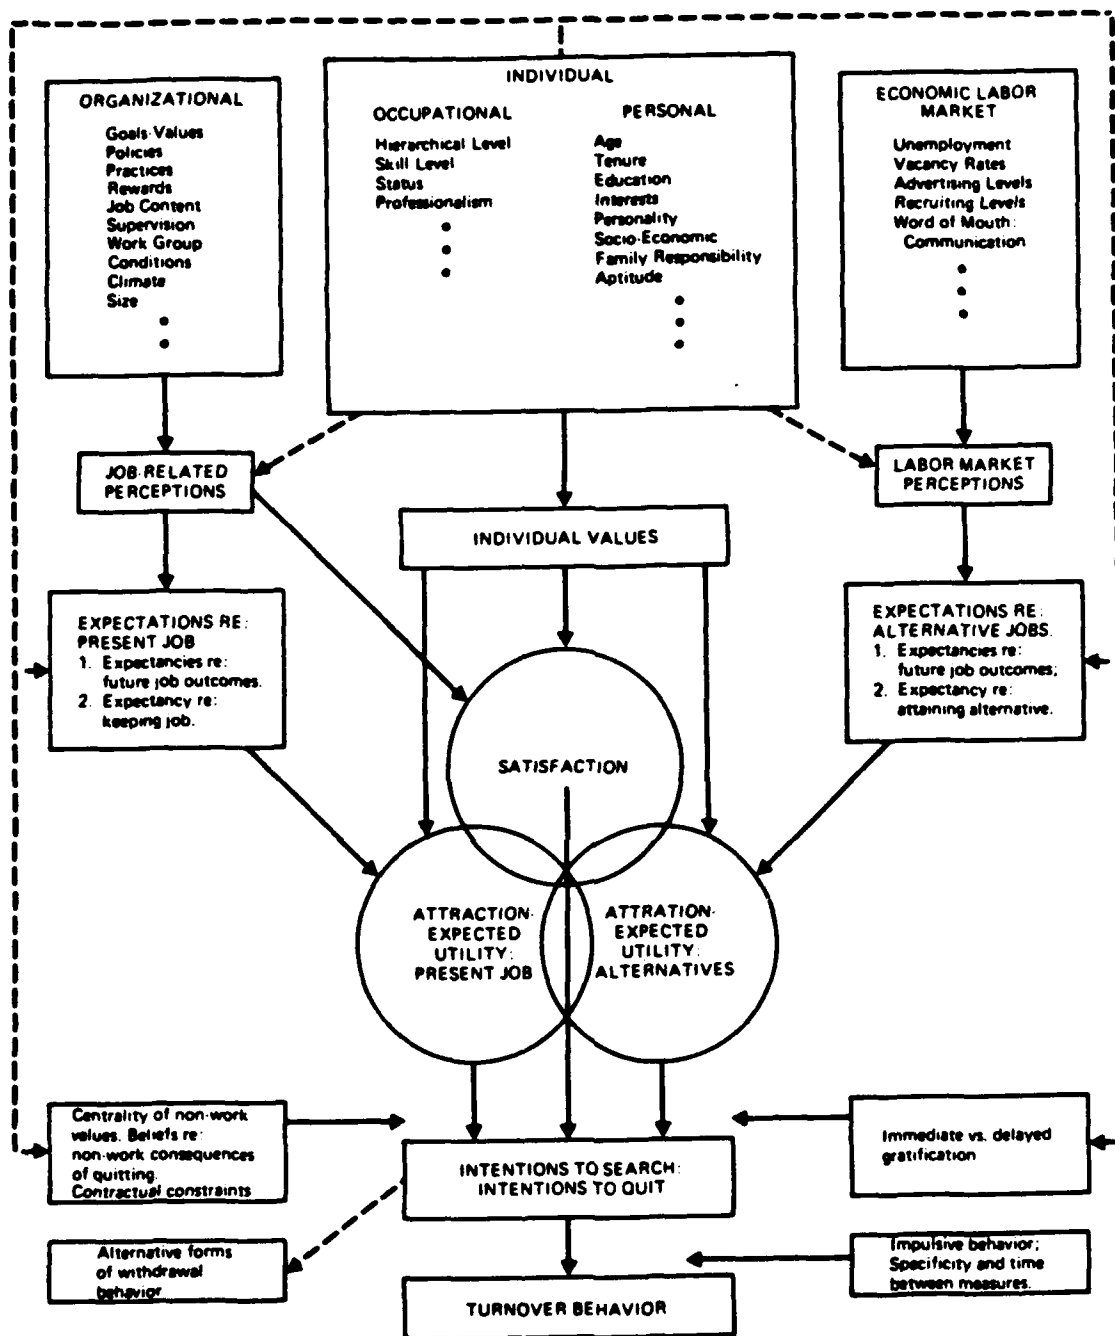 ORGANIZATIONAL
Goals-Values
Policies
Practices
Rewards
Job Content
Supervision
Work Group
Conditions
Climate
Size
INDIVIDUAL
OCCUPATIONAL
Hierarchical Level
Skill Level
Status
Professionalism
PERSONAL
Age
Tenure
Education
Interests
Personality
Socio-Economic
Family Responsibility
Aptitude
ECONOMIC LABOR
MARKET
Unemployment
Vacancy Rates
Advertising Levels
Recruiting Levels
Word of Mouth:
Communication
JOB-RELATED
PERCEPTIONS
LABOR MARKET
PERCEPTIONS
INDIVIDUAL VALUES
EXPECTATIONS RE:
PRESENT JOB
1. Expectancies re:
future job outcomes.
2. Expectancy re:
keeping job.
EXPECTATIONS RE:
ALTERNATIVE JOBS.
1. Expectancies re:
future job outcomes;
2. Expectancy re:
attaining alternative.
SATISFACTION
ATTRACTION-
EXPECTED
UTILITY:
PRESENT JOB
ATTRATION-
EXPECTED
UTILITY:
ALTERNATIVES
Centrality of non-work
values. Beliefs re:
non-work consequences
of quitting.
Contractual constraints
INTENTIONS TO SEARCH:
INTENTIONS TO QUIT
Immediate vs. delayed
gratification
Alternative forms
of withdrawal
behavior
TURNOVER BEHAVIOR
Impulsive behavior;
Specificity and time
between measures.